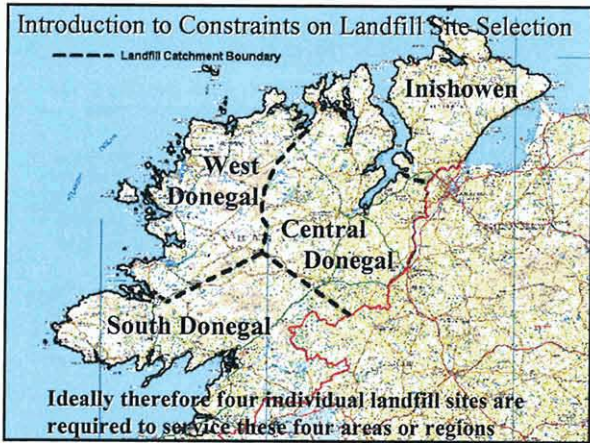 Introduction to Constraints on Landfill Site Selection
Landfill Catchment Boundary
Inishowen
West
Donegal
Central
Donegal
South Donegal
Ideally therefore four individual landfill sites are
required to service these four areas or regions